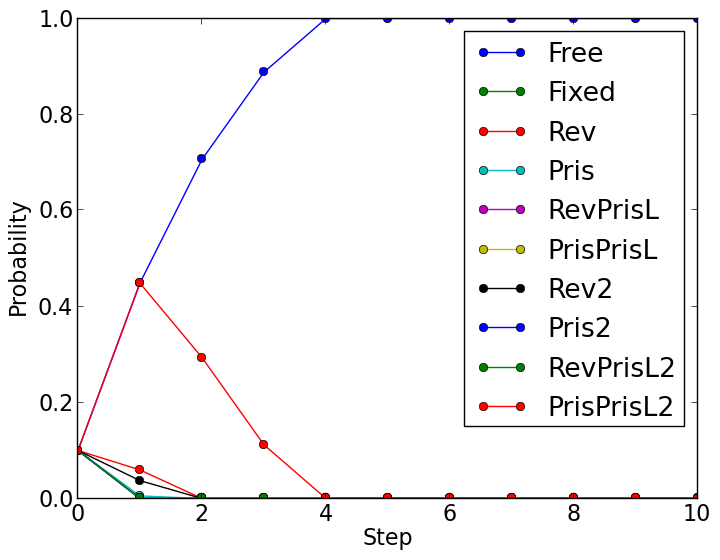 1.0
0.8
0.6
0.4
0.2
0.0
Probability
0 2 4 6 8 10
Step
Free
Fixed
Rev
Pris
RevPrisL
PrisPrisL
Rev2
Pris2
RevPrisL2
PrisPrisL2